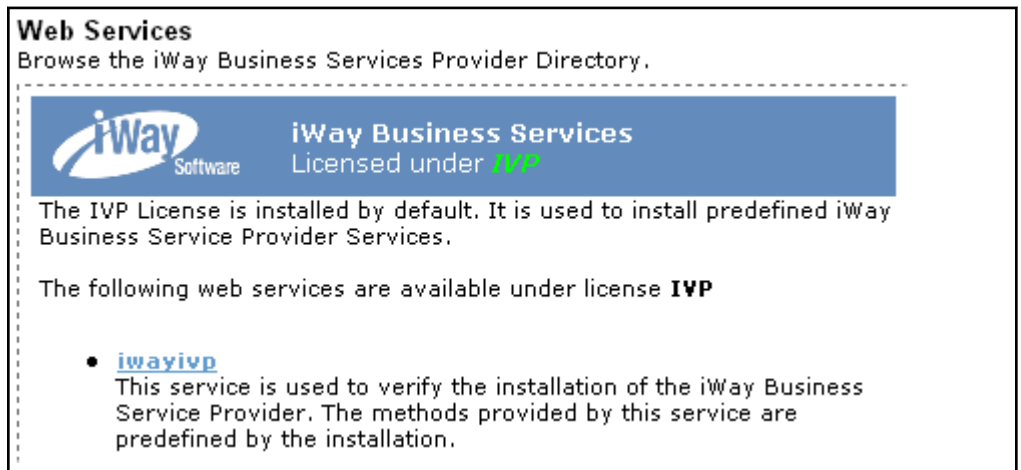 Web Services
Browse the iWay Business Services Provider Directory.
iWay
Software
iWay Business Services
Licensed under IVP
The IVP License is installed by default. It is used to install predefined iWay
Business Service Provider Services.
The following web services are available under license IVP
• iwayivp
This service is used to verify the installation of the iWay Business
Service Provider. The methods provided by this service are
predefined by the installation.